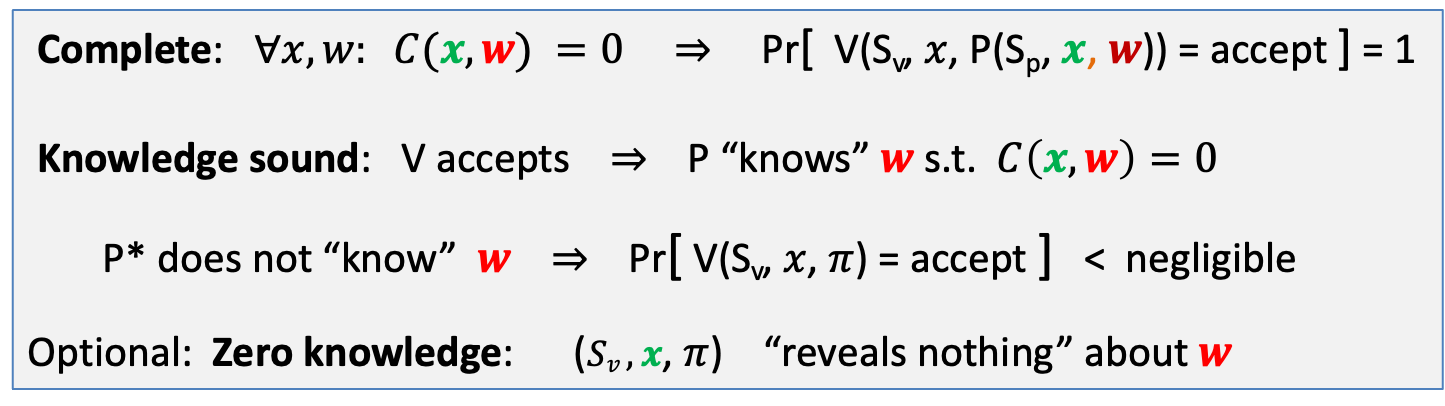 Complete: ∀x, w: C(x, w) = 0 ⇒ Pr[ V(Sᵥ, x, P(Sₚ, x, w)) = accept ] = 1
Knowledge sound: V accepts ⇒ P “knows” w s.t. C(x, w) = 0
P* does not “know” w ⇒ Pr[ V(Sᵥ, x, π) = accept ] < negligible
Optional: Zero knowledge: (Sᵥ, x, π) “reveals nothing” about w